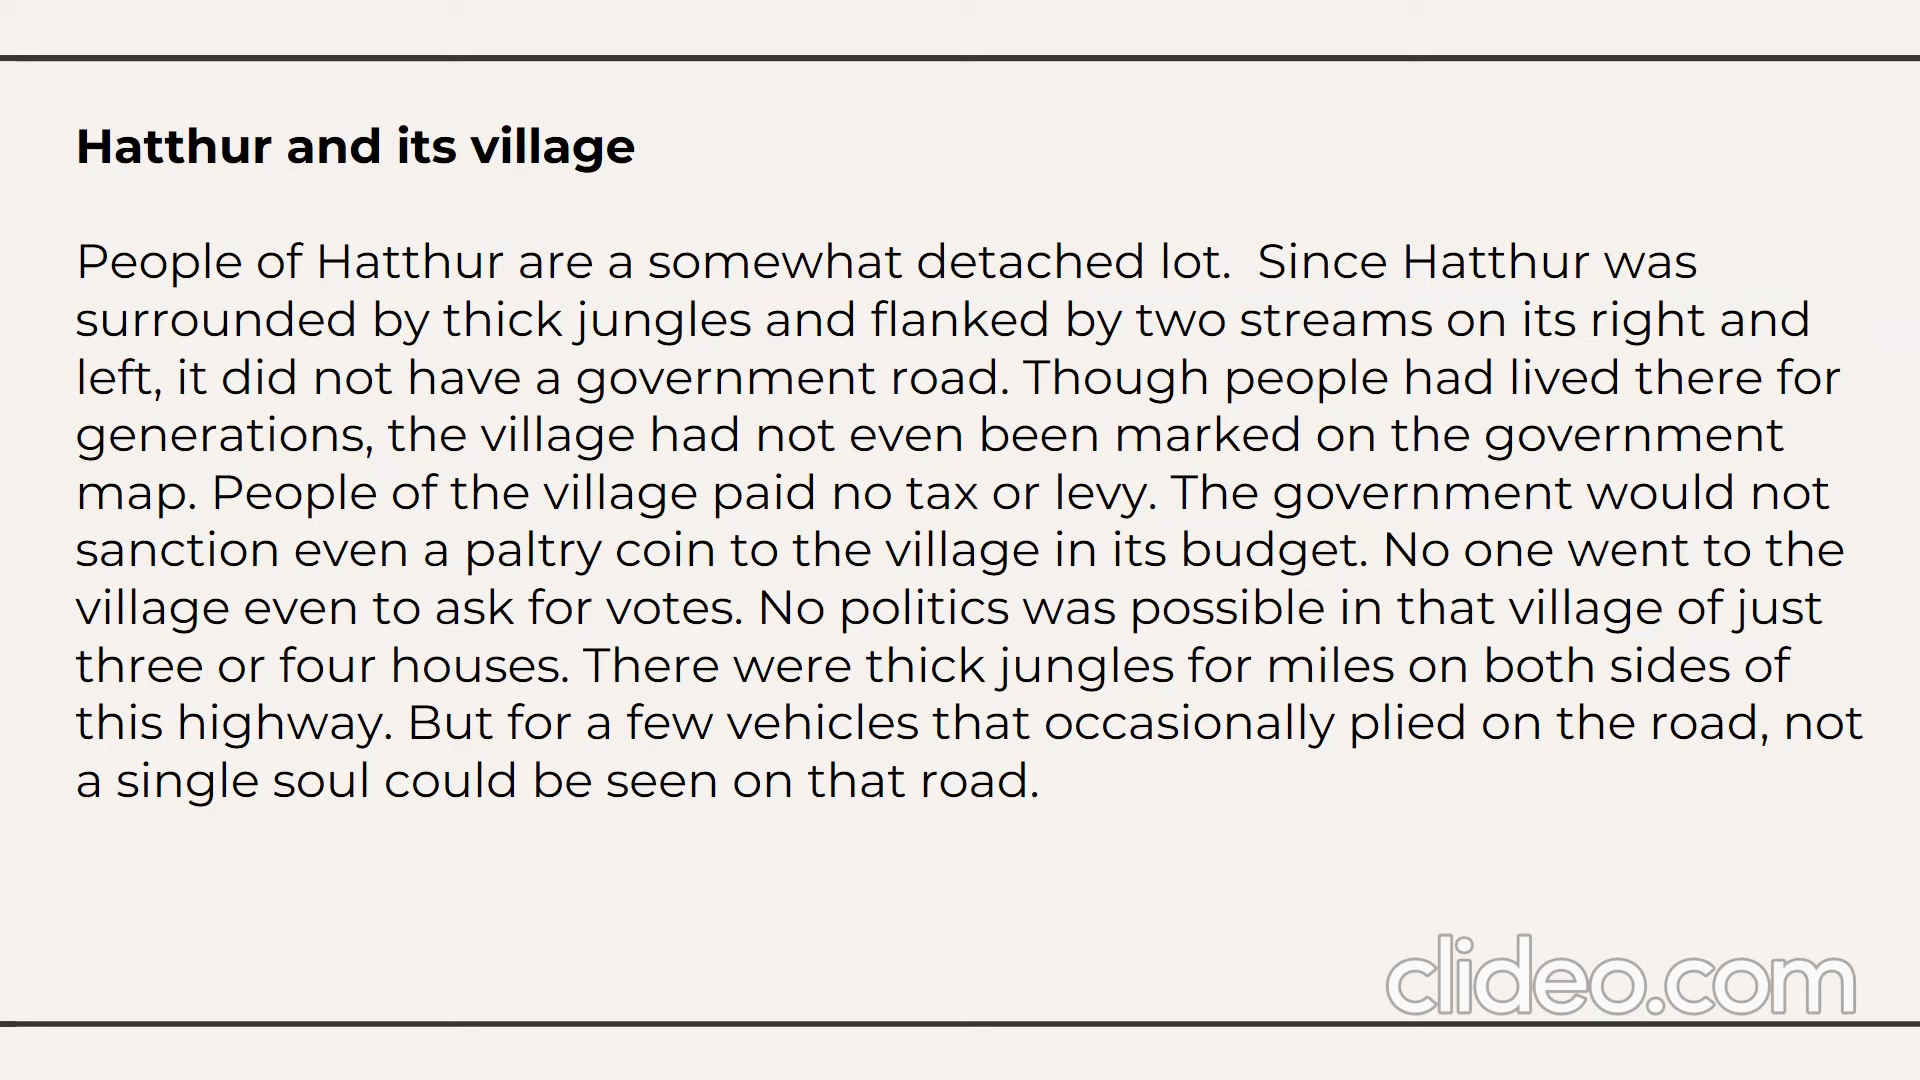 Hatthur and its village
People of Hatthur are a somewhat detached lot.  Since Hatthur was
surrounded by thick jungles and flanked by two streams on its right and
left, it did not have a government road. Though people had lived there for
generations, the village had not even been marked on the government
map. People of the village paid no tax or levy. The government would not
sanction even a paltry coin to the village in its budget. No one went to the
village even to ask for votes. No politics was possible in that village of just
three or four houses. There were thick jungles for miles on both sides of
this highway. But for a few vehicles that occasionally plied on the road, not
a single soul could be seen on that road.
clideo.com